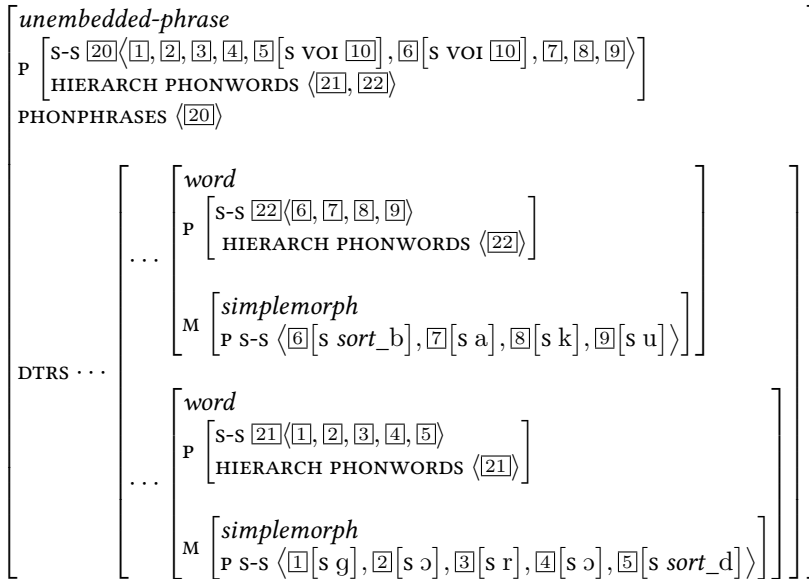 unembedded-phrase
P [S-S [20]⟨[1], [2], [3], [4], [5][S VOI [10]], [6][S VOI [10]], [7], [8], [9]⟩
HIERARCH PHONWORDS ⟨[21], [22]⟩]
PHONPHRASES ⟨[20]⟩
word
P [S-S [22]⟨[6], [7], [8], [9]⟩
HIERARCH PHONWORDS ⟨[22]⟩]
...
simplemorph
M [P S-S ⟨[6][S sort_b], [7][S a], [8][S k], [9][S u]⟩]
DTRS ...
word
P [S-S [21]⟨[1], [2], [3], [4], [5]⟩
HIERARCH PHONWORDS ⟨[21]⟩]
...
simplemorph
M [P S-S ⟨[1][S ɡ], [2][S ɔ], [3][S r], [4][S ɔ], [5][S sort_d]⟩]